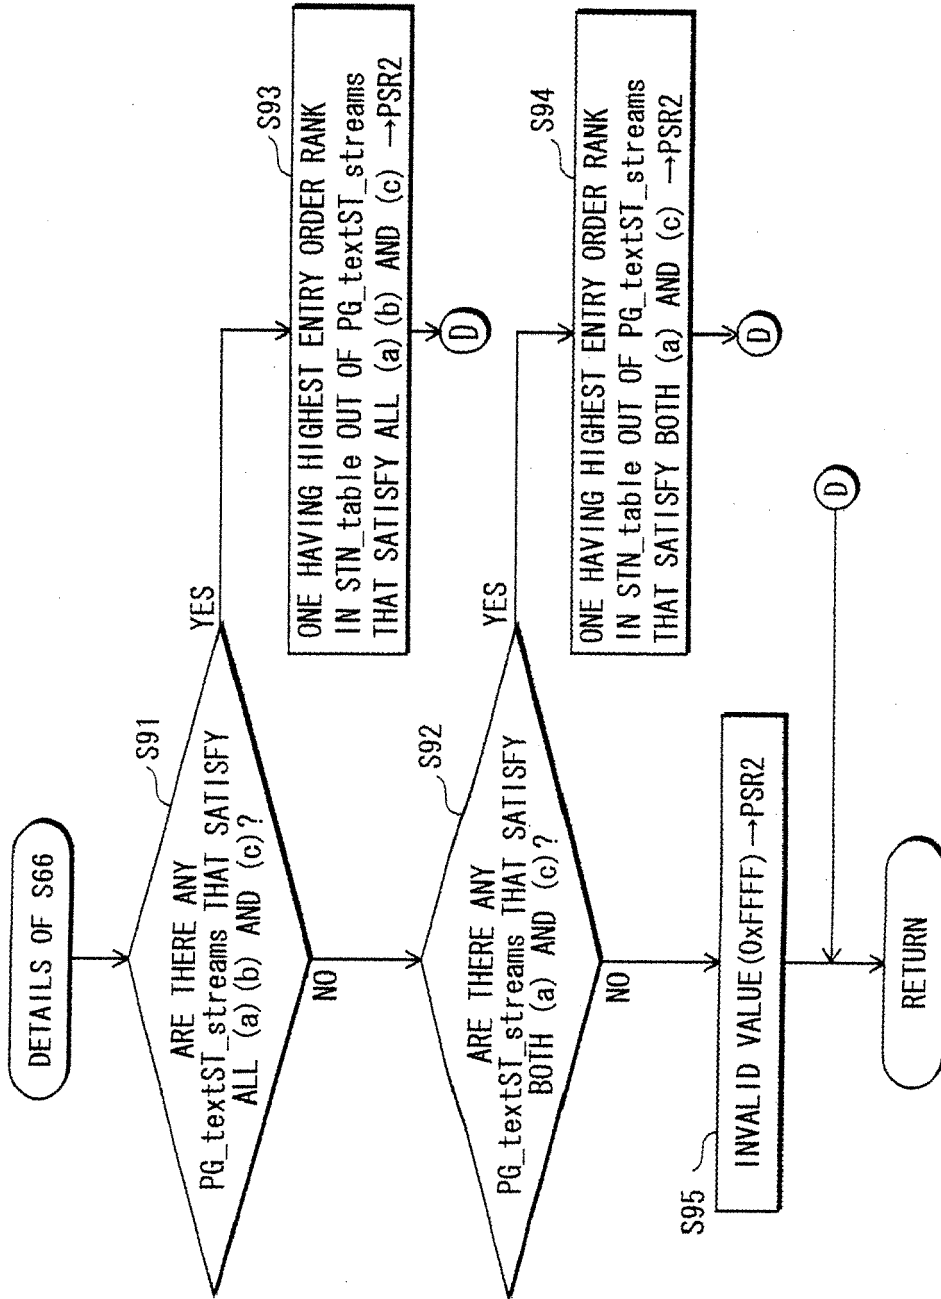 DETAILS OF S66
S91
ARE THERE ANY
PG_textST_streams THAT SATISFY
ALL (a)(b) AND (c)?
YES
NO
S93
ONE HAVING HIGHEST ENTRY ORDER RANK
IN STN_table OUT OF PG_textST_streams
THAT SATISFY ALL (a)(b) AND (c) →PSR2
D
S92
ARE THERE ANY
PG_textST_streams THAT SATISFY
BOTH (a) AND (c)?
YES
NO
S94
ONE HAVING HIGHEST ENTRY ORDER RANK
IN STN_table OUT OF PG_textST_streams
THAT SATISFY BOTH (a) AND (c) →PSR2
D
S95
INVALID VALUE(0xFFFF)→PSR2
D
RETURN